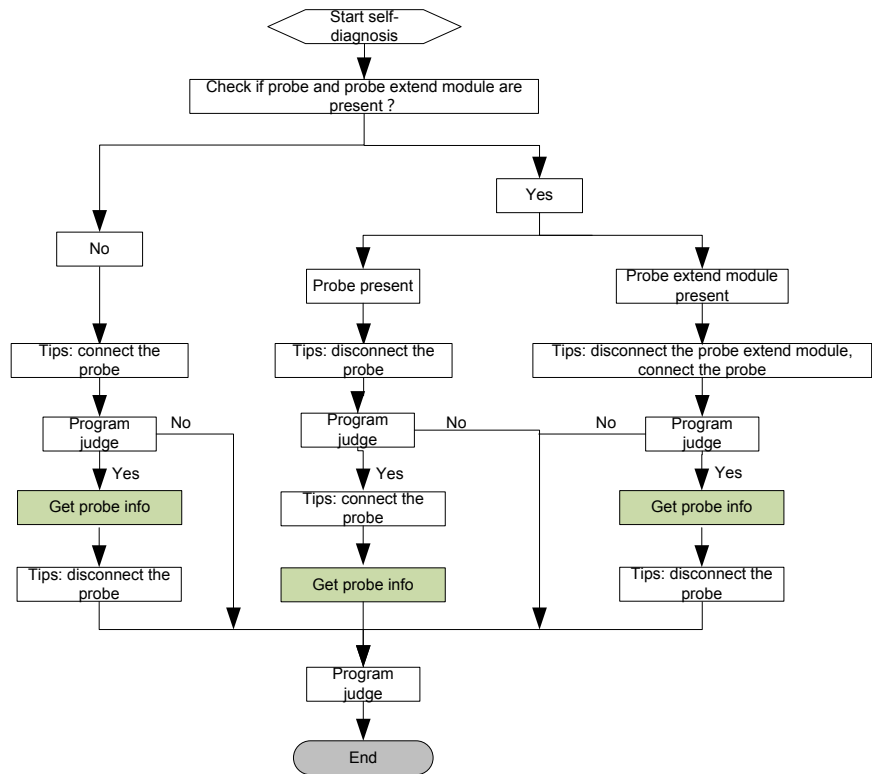 Start self-
diagnosis
Check if probe and probe extend module are
present ?
Yes
No
Probe present
Probe extend module
present
Tips: connect the
probe
Tips: disconnect the
probe
Tips: disconnect the probe extend module,
connect the probe
Program
judge
No
Program
judge
No
No
Program
judge
Yes
Yes
Yes
Get probe info
Tips: connect the
probe
Get probe info
Tips: disconnect the
probe
Get probe info
Tips: disconnect the
probe
Program
judge
End